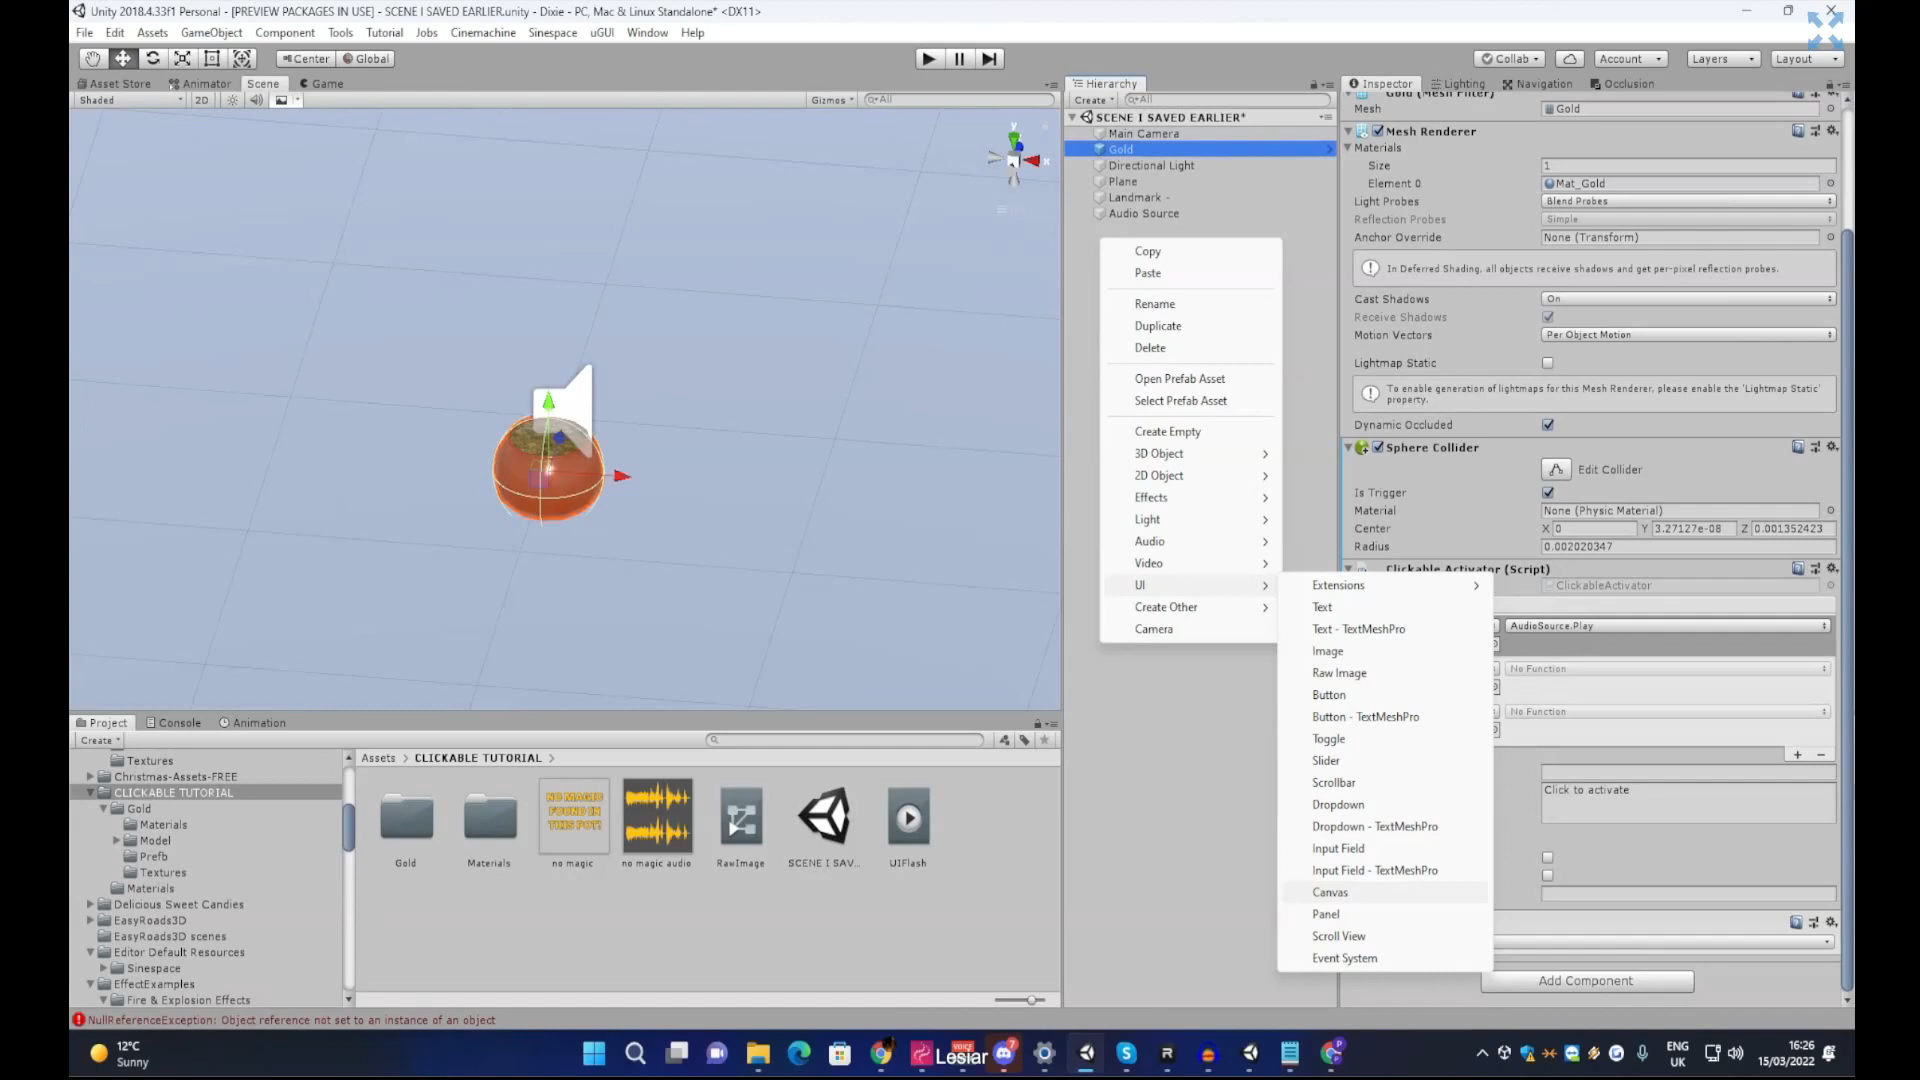 Unity 2018.4.33f1 Personal - [PREVIEW PACKAGES IN USE] - SCENE I SAVED EARLIER.unity - Dixie - PC, Mac & Linux Standalone* <DX11>
File Edit Assets GameObject Component Tools Tutorial Jobs Cinemachine Sinespace uGUI Window Help
Center Global Collab Account Layers Layout
Asset Store Animator Scene Game
Shaded 2D Gizmos All
Hierarchy
Create All
SCENE I SAVED EARLIER*
Main Camera
Gold
Directional Light
Plane
Landmark -
Audio Source
Copy
Paste
Rename
Duplicate
Delete
Open Prefab Asset
Select Prefab Asset
Create Empty
3D Object
2D Object
Effects
Light
Audio
Video
UI
Create Other
Camera
Extensions
Text
Text - TextMeshPro
Image
Raw Image
Button
Button - TextMeshPro
Toggle
Slider
Scrollbar
Dropdown
Dropdown - TextMeshPro
Input Field
Input Field - TextMeshPro
Canvas
Panel
Scroll View
Event System
Inspector Lighting Navigation Occlusion
Gold (Mesh Filter)
Mesh Gold
Mesh Renderer
Materials
Size 1
Element 0 Mat_Gold
Light Probes Blend Probes
Reflection Probes Simple
Anchor Override None (Transform)
In Deferred Shading, all objects receive shadows and get per-pixel reflection probes.
Cast Shadows On
Receive Shadows
Motion Vectors Per Object Motion
Lightmap Static
To enable generation of lightmaps for this Mesh Renderer, please enable the 'Lightmap Static'
property.
Dynamic Occluded
Sphere Collider
Edit Collider
Is Trigger
Material None (Physic Material)
Center X 0 Y 3.27127e-08 Z 0.001352423
Radius 0.002020347
Clickable Activator (Script)
ClickableActivator
AudioSource.Play
No Function
No Function
Click to activate
Add Component
Project Console Animation
Create
Textures
Christmas-Assets-FREE
CLICKABLE TUTORIAL
Gold
Materials
Model
Prefb
Textures
Materials
Delicious Sweet Candies
EasyRoads3D
EasyRoads3D scenes
Editor Default Resources
Sinespace
EffectExamples
Fire & Explosion Effects
Assets > CLICKABLE TUTORIAL >
NO MAGIC
FOUND IN
THIS POT!
Gold Materials no magic no magic audio RawImage SCENE I SAV... UIFlash
NullReferenceException: Object reference not set to an instance of an object
12°C
Sunny
VOICE
Lesiar
7
ENG
UK
16:26
15/03/2022